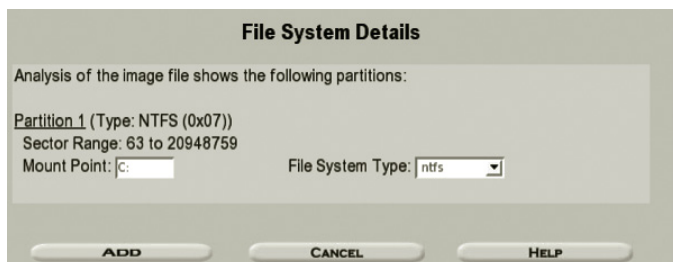 File System Details
Analysis of the image file shows the following partitions:
Partition 1 (Type: NTFS (0x07))
Sector Range: 63 to 20948759
Mount Point: C: File System Type: ntfs
ADD CANCEL HELP